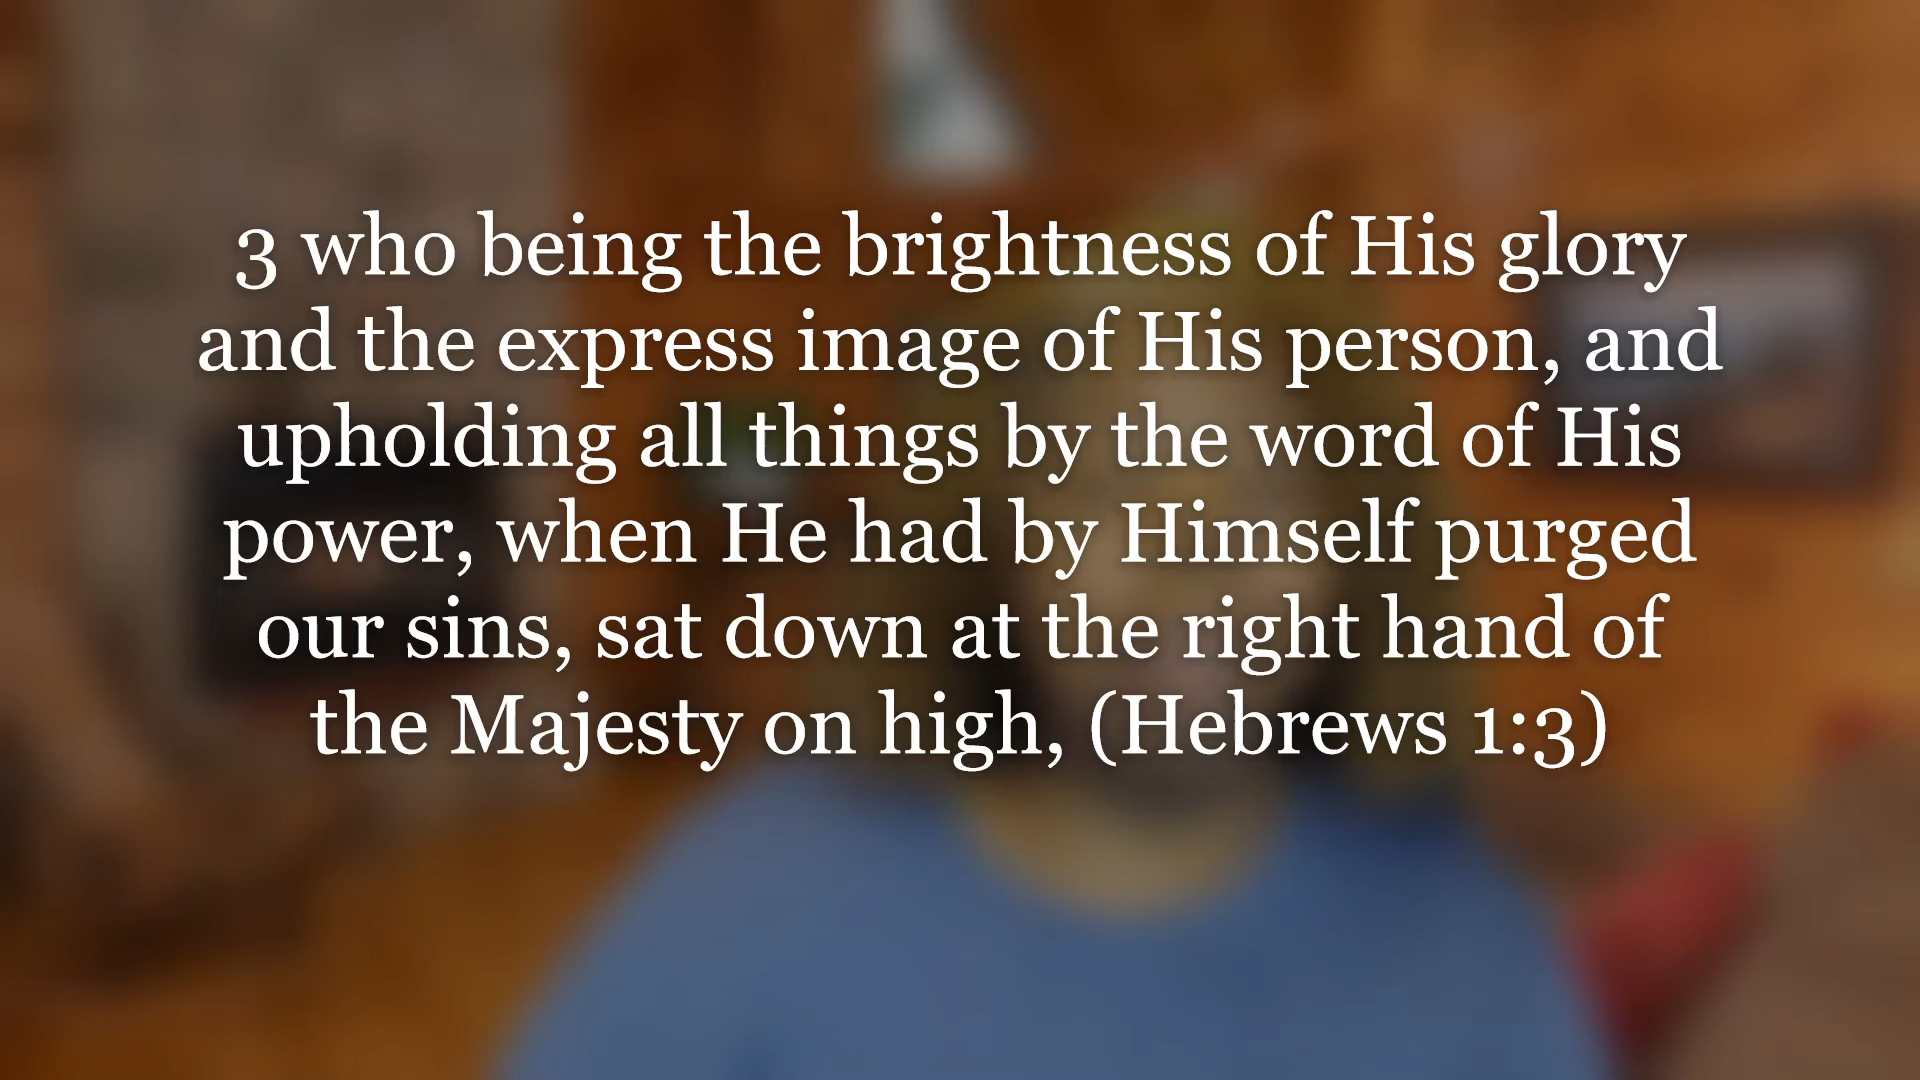 3 who being the brightness of His glory
and the express image of His person, and
upholding all things by the word of His
power, when He had by Himself purged
our sins, sat down at the right hand of
the Majesty on high, (Hebrews 1:3)